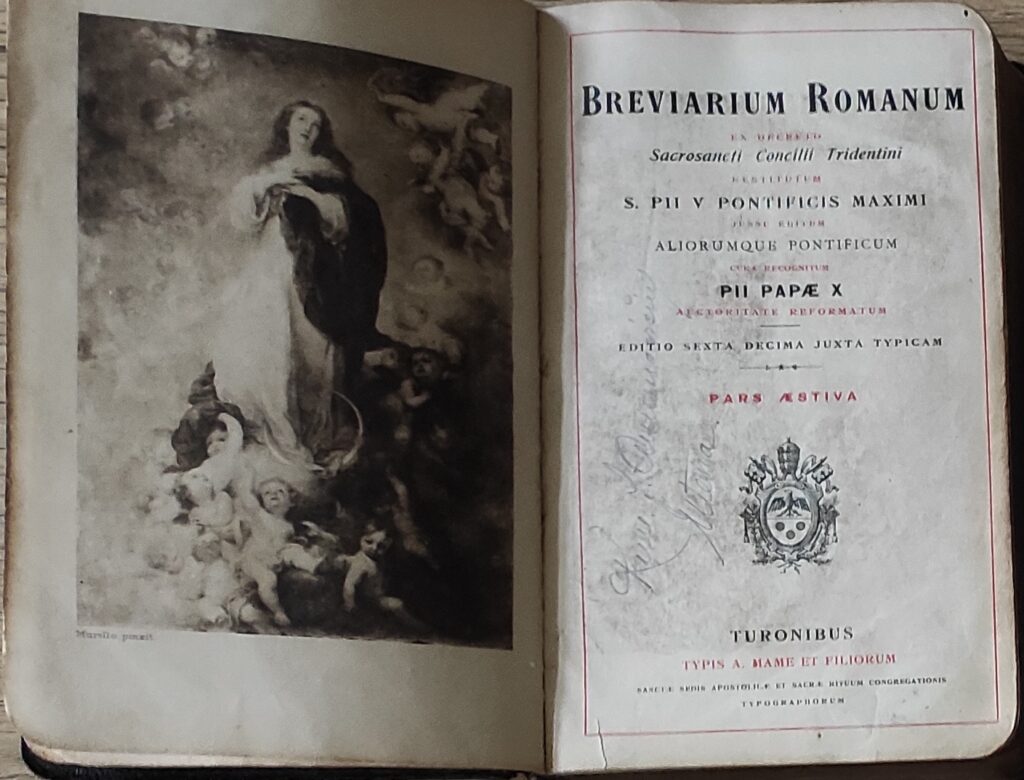 Murillo pinxit
BREVIARIUM ROMANUM
EX DECRETO
Sacrosancti Concilii Tridentini
RESTITUTUM
S. PII V PONTIFICIS MAXIMI
JUSSU EDITUM
ALIORUMQUE PONTIFICUM
CURA RECOGNITUM
PII PAPÆ X
AUCTORITATE REFORMATUM
EDITIO SEXTA DECIMA JUXTA TYPICAM
PARS ÆSTIVA
TURONIBUS
TYPIS A. MAME ET FILIORUM
SANCTÆ SEDIS APOSTOLICÆ ET SACRÆ RITUUM CONGREGATIONIS
TYPOGRAPHORUM